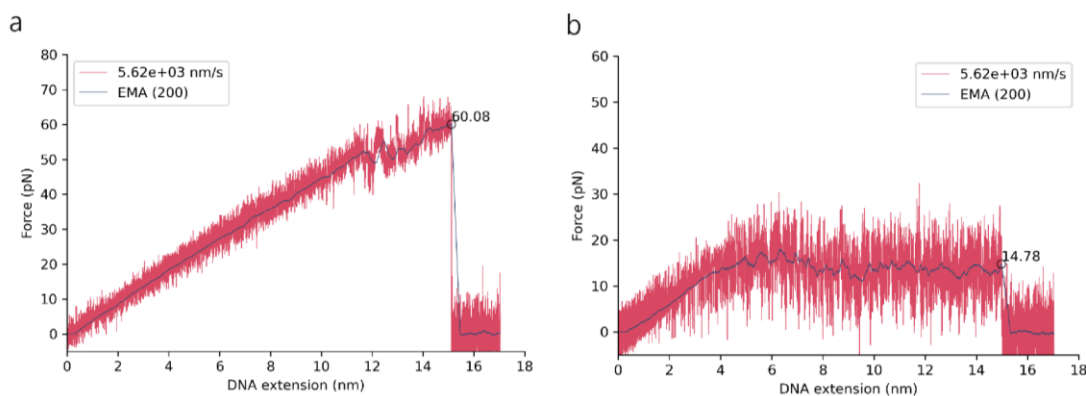 a
80
70
60
50
40
30
20
10
0
Force (pN)
5.62e+03 nm/s
EMA (200)
60.08
0 2 4 6 8 10 12 14 16 18
DNA extension (nm)
b
60
50
40
30
20
10
0
Force (pN)
5.62e+03 nm/s
EMA (200)
14.78
0 2 4 6 8 10 12 14 16 18
DNA extension (nm)